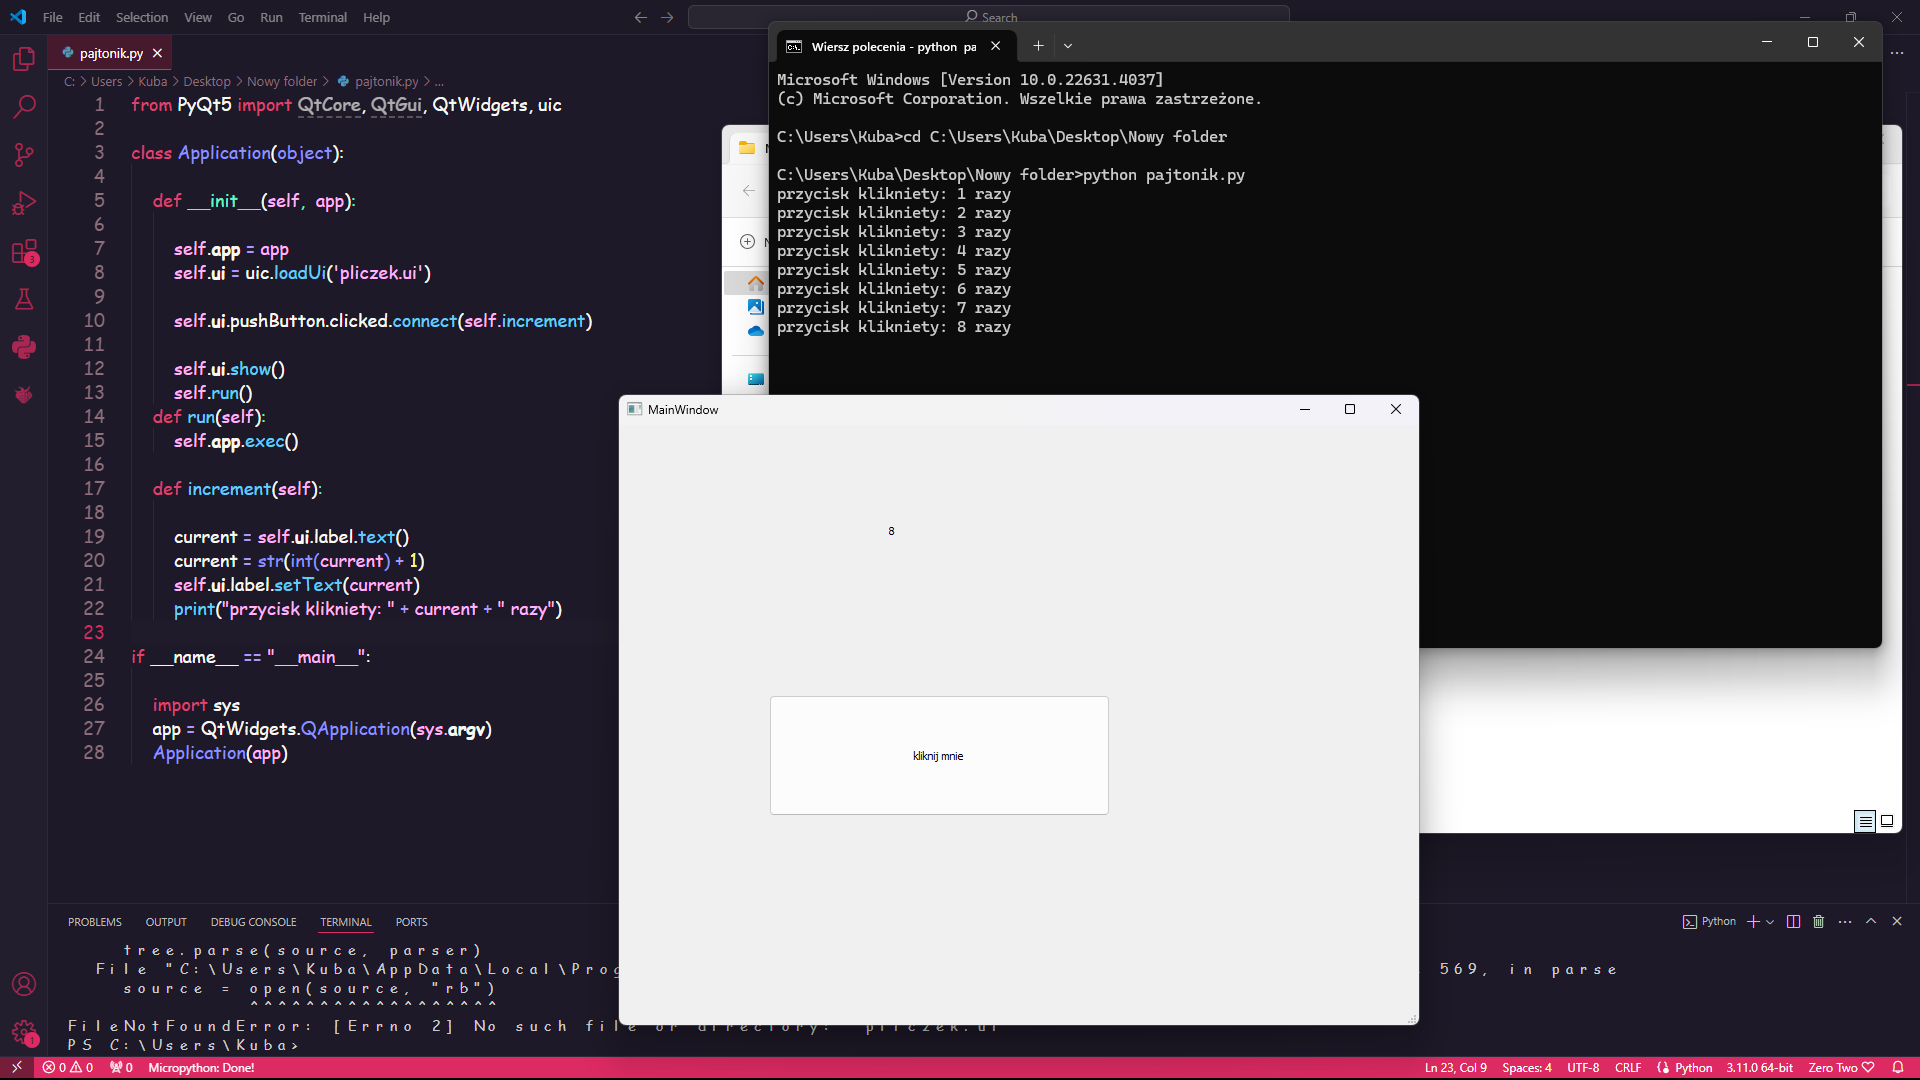 File Edit Selection View Go Run Terminal Help
Search
pajtonik.py
C: > Users > Kuba > Desktop > Nowy folder > pajtonik.py > ...
1 from PyQt5 import QtCore, QtGui, QtWidgets, uic
2
3 class Application(object):
4
5 def __init__(self, app):
6
7 self.app = app
8 self.ui = uic.loadUi('pliczek.ui')
9
10 self.ui.pushButton.clicked.connect(self.increment)
11
12 self.ui.show()
13 self.run()
14 def run(self):
15 self.app.exec()
16
17 def increment(self):
18
19 current = self.ui.label.text()
20 current = str(int(current) + 1)
21 self.ui.label.setText(current)
22 print("przycisk klikniety: " + current + " razy")
23
24 if __name__ == "__main__":
25
26 import sys
27 app = QtWidgets.QApplication(sys.argv)
28 Application(app)
Wiersz polecenia - python pa
Microsoft Windows [Version 10.0.22631.4037]
(c) Microsoft Corporation. Wszelkie prawa zastrzeżone.
C:\Users\Kuba>cd C:\Users\Kuba\Desktop\Nowy folder
C:\Users\Kuba\Desktop\Nowy folder>python pajtonik.py
przycisk klikniety: 1 razy
przycisk klikniety: 2 razy
przycisk klikniety: 3 razy
przycisk klikniety: 4 razy
przycisk klikniety: 5 razy
przycisk klikniety: 6 razy
przycisk klikniety: 7 razy
przycisk klikniety: 8 razy
MainWindow
8
kliknij mnie
PROBLEMS OUTPUT DEBUG CONSOLE TERMINAL PORTS
Python
tree.parse(source, parser)
File "C:\Users\Kuba\AppData\Local\Prog 569, in parse
source = open(source, "rb")
^^^^^^^^^^^^^^^^^^
FileNotFoundError: [Errno 2] No such file or directory: 'pliczek.ui'
PS C:\Users\Kuba>
3
1
0 0 0 Micropython: Done!
Ln 23, Col 9 Spaces: 4 UTF-8 CRLF Python 3.11.0 64-bit Zero Two